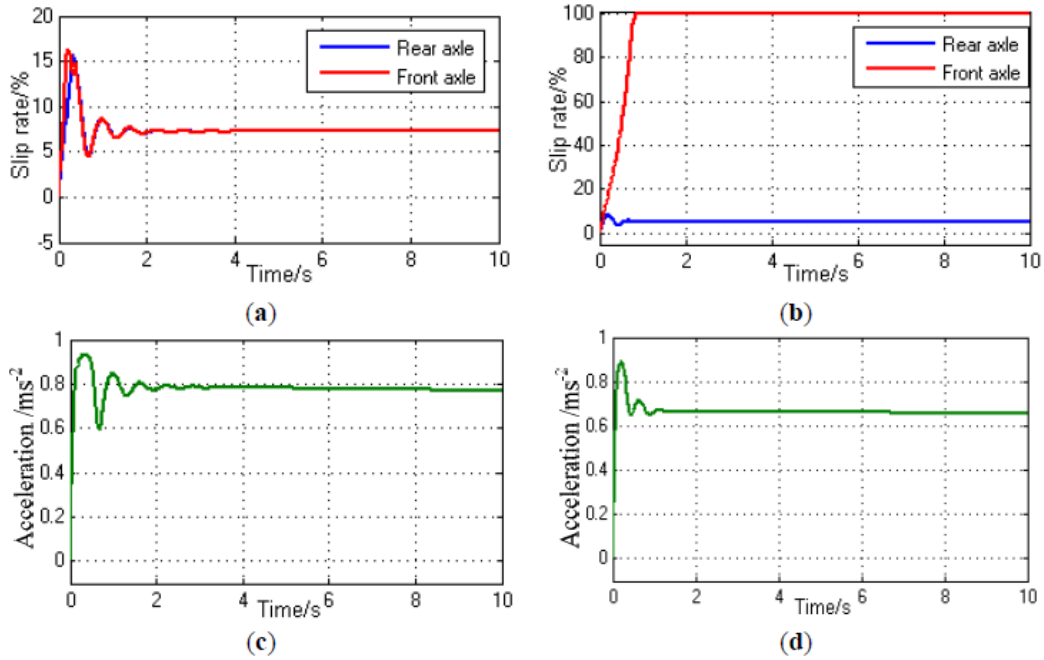 20
15
10
5
0
-5
Slip rate/%
Rear axle
Front axle
0 2 4 6 8 10
Time/s
(a)
100
80
60
40
20
0
Slip rate/%
Rear axle
Front axle
0 2 4 6 8 10
Time/s
(b)
1
0.8
0.6
0.4
0.2
0
Acceleration /ms-2
0 2 4 6 8 10
Time/s
(c)
1
0.8
0.6
0.4
0.2
0
Acceleration /ms-2
0 2 4 6 8 10
Time/s
(d)